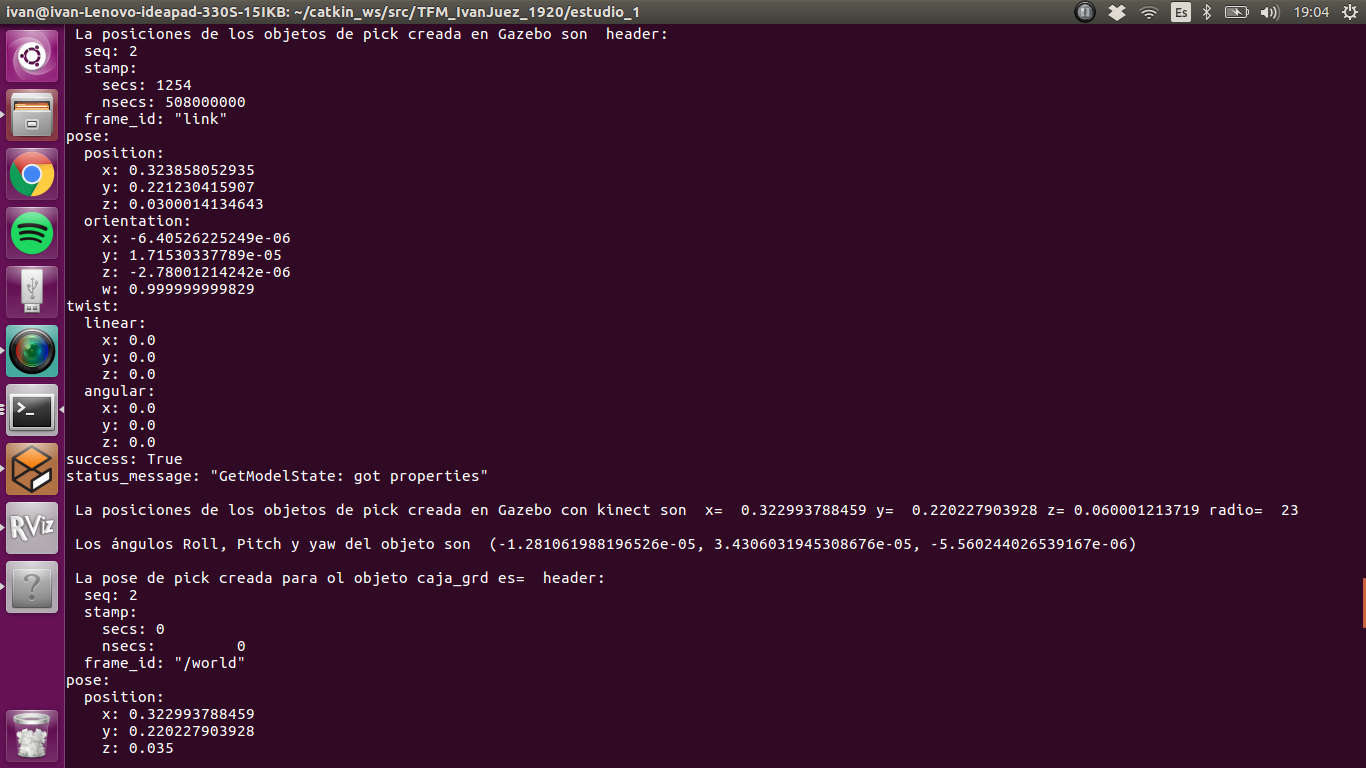 ivan@ivan-Lenovo-ideapad-330S-15IKB: ~/catkin_ws/src/TFM_IvanJuez_1920/estudio_1
Es
19:04
La posiciones de los objetos de pick creada en Gazebo son  header:
seq: 2
stamp:
secs: 1254
nsecs: 508000000
frame_id: "link"
pose:
position:
x: 0.323858052935
y: 0.221230415907
z: 0.0300014134643
orientation:
x: -6.40526225249e-06
y: 1.71530337789e-05
z: -2.78001214242e-06
w: 0.999999999829
twist:
linear:
x: 0.0
y: 0.0
z: 0.0
angular:
x: 0.0
y: 0.0
z: 0.0
success: True
status_message: "GetModelState: got properties"
La posiciones de los objetos de pick creada en Gazebo con kinect son  x=  0.322993788459 y=  0.220227903928 z= 0.060001213719 radio=  23
Los ángulos Roll, Pitch y yaw del objeto son  (-1.281061988196526e-05, 3.4306031945308676e-05, -5.560244026539167e-06)
La pose de pick creada para ol objeto caja_grd es=  header:
seq: 2
stamp:
secs: 0
nsecs:         0
frame_id: "/world"
pose:
position:
x: 0.322993788459
y: 0.220227903928
z: 0.035
RViz